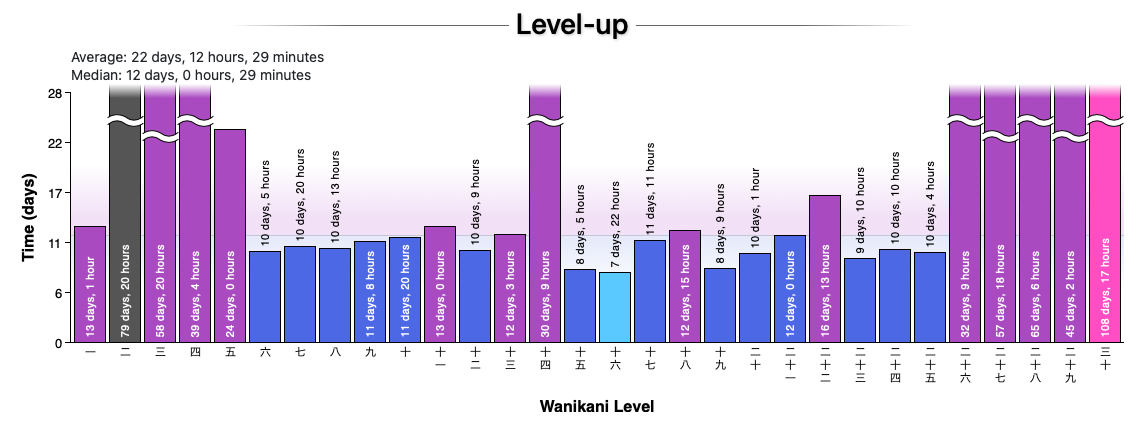 Level-up
Average: 22 days, 12 hours, 29 minutes
Median: 12 days, 0 hours, 29 minutes
Time (days)
28
22
17
11
6
0
13 days, 1 hour
79 days, 20 hours
58 days, 20 hours
39 days, 4 hours
24 days, 0 hours
10 days, 5 hours
10 days, 20 hours
10 days, 13 hours
11 days, 8 hours
11 days, 20 hours
13 days, 0 hours
10 days, 9 hours
12 days, 3 hours
30 days, 9 hours
8 days, 5 hours
7 days, 22 hours
11 days, 11 hours
12 days, 15 hours
8 days, 9 hours
10 days, 1 hour
12 days, 0 hours
16 days, 13 hours
9 days, 10 hours
10 days, 10 hours
10 days, 4 hours
32 days, 9 hours
57 days, 18 hours
65 days, 6 hours
45 days, 2 hours
108 days, 17 hours
一
二
三
四
五
六
七
八
九
十
十一
十二
十三
十四
十五
十六
十七
十八
十九
二十
二十一
二十二
二十三
二十四
二十五
二十六
二十七
二十八
二十九
三十
Wanikani Level